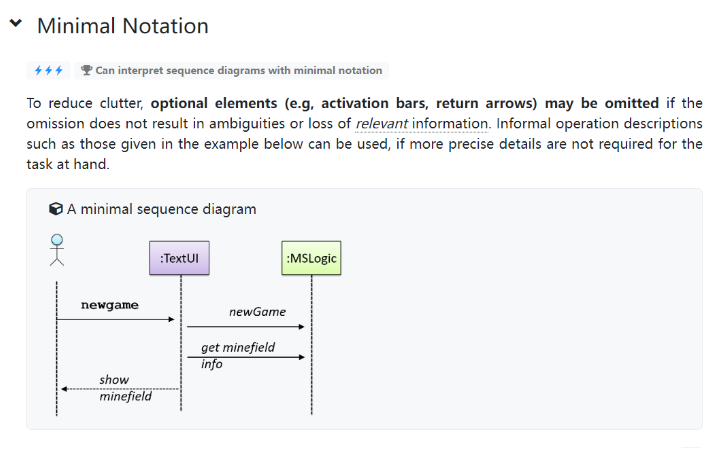 Minimal Notation
Can interpret sequence diagrams with minimal notation
To reduce clutter, optional elements (e.g, activation bars, return arrows) may be omitted if the
omission does not result in ambiguities or loss of relevant information. Informal operation descriptions
such as those given in the example below can be used, if more precise details are not required for the
task at hand.
A minimal sequence diagram
:TextUI
:MSLogic
newgame
newGame
get minefield
info
show
minefield